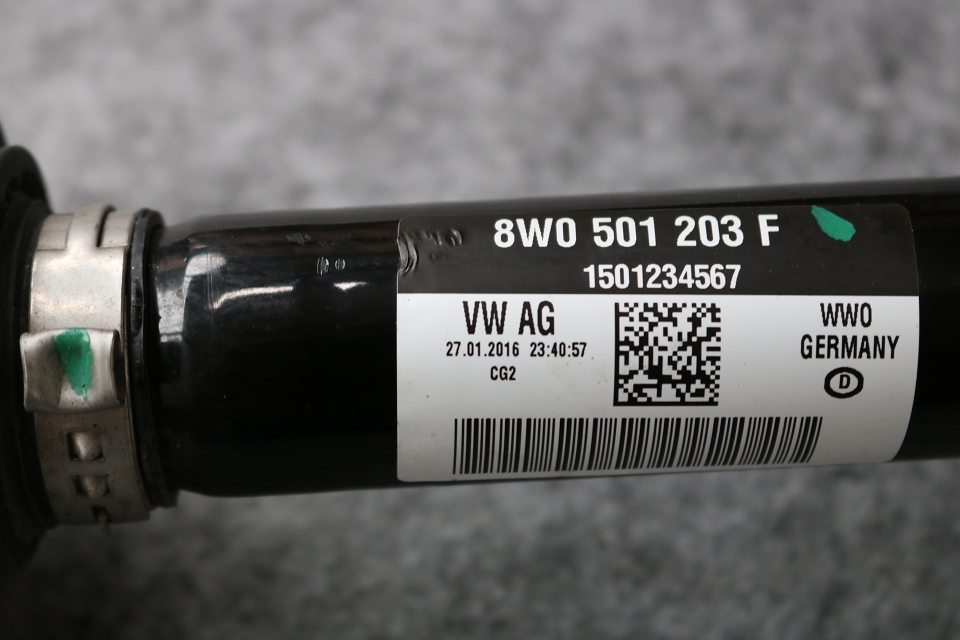 8W0 501 203 F
1501234567
VW AG
27.01.2016 23:40:57
CG2
WWO
GERMANY
D